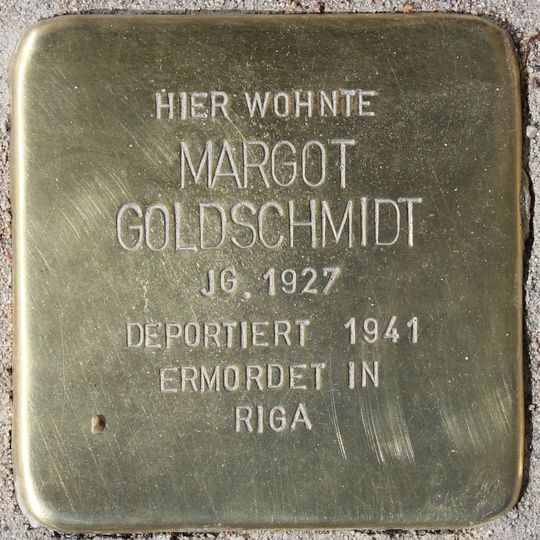 HIER WOHNTE
MARGOT
GOLDSCHMIDT
JG. 1927
DEPORTIERT 1941
ERMORDET IN
RIGA